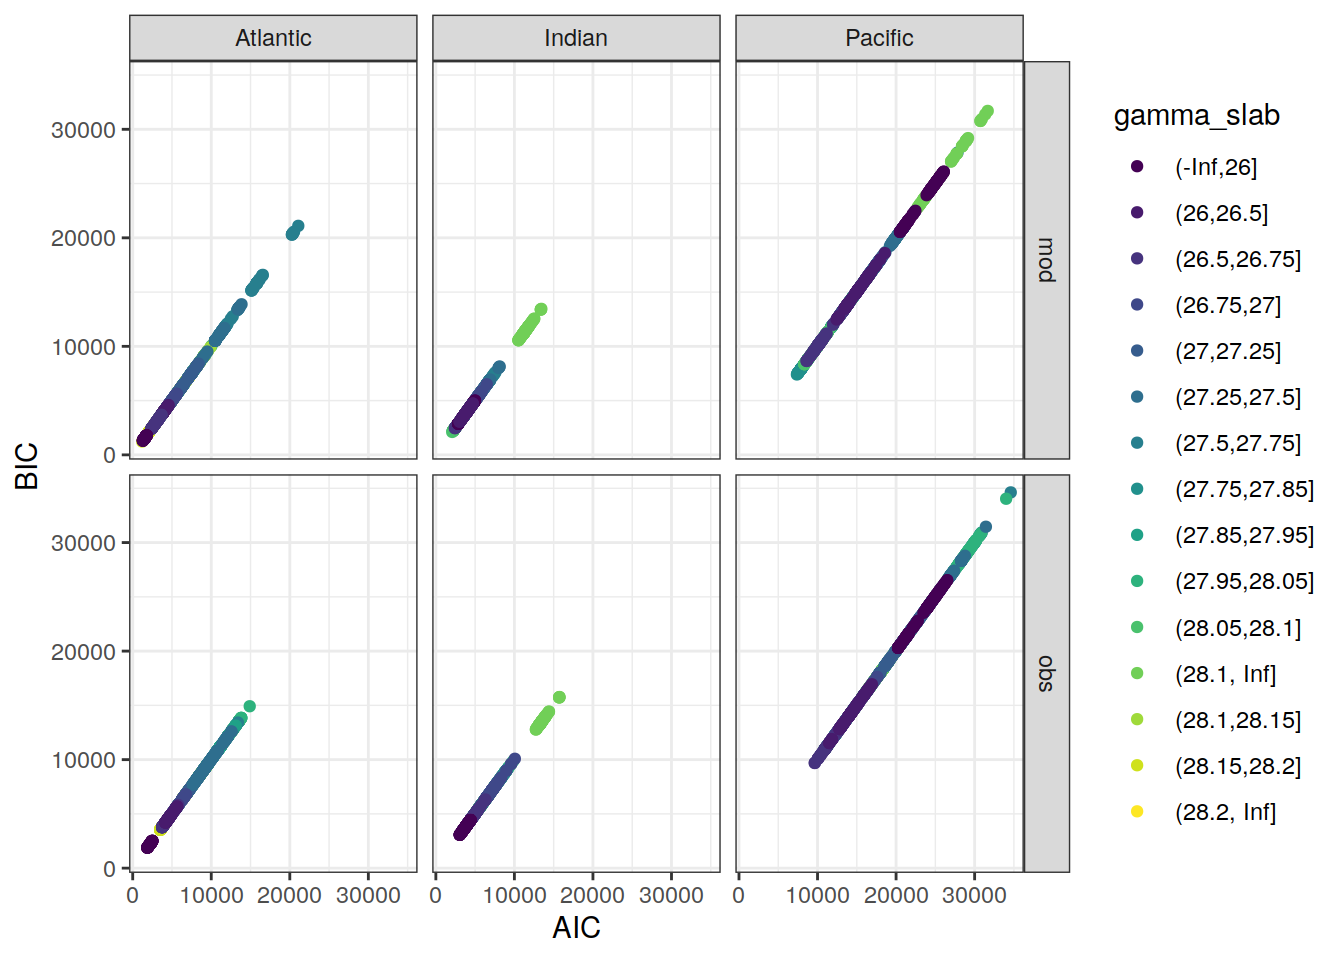 Atlantic
Indian
Pacific
30000
20000
10000
0
mod
30000
20000
10000
0
obs
0
10000
20000
30000
0
10000
20000
30000
0
10000
20000
30000
AIC
BIC
gamma_slab
(-Inf,26]
(26,26.5]
(26.5,26.75]
(26.75,27]
(27,27.25]
(27.25,27.5]
(27.5,27.75]
(27.75,27.85]
(27.85,27.95]
(27.95,28.05]
(28.05,28.1]
(28.1, Inf]
(28.1,28.15]
(28.15,28.2]
(28.2, Inf]